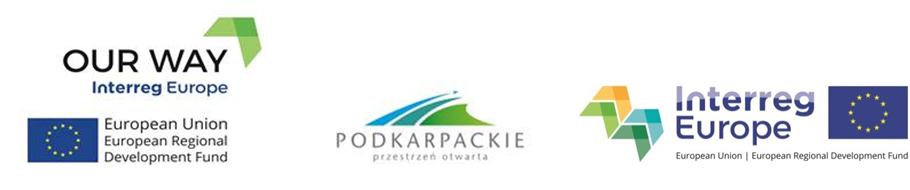 OUR WAY
Interreg Europe
European Union
European Regional
Development Fund
PODKARPACKIE
przestrzeń otwarta
Interreg
Europe
European Union | European Regional Development Fund